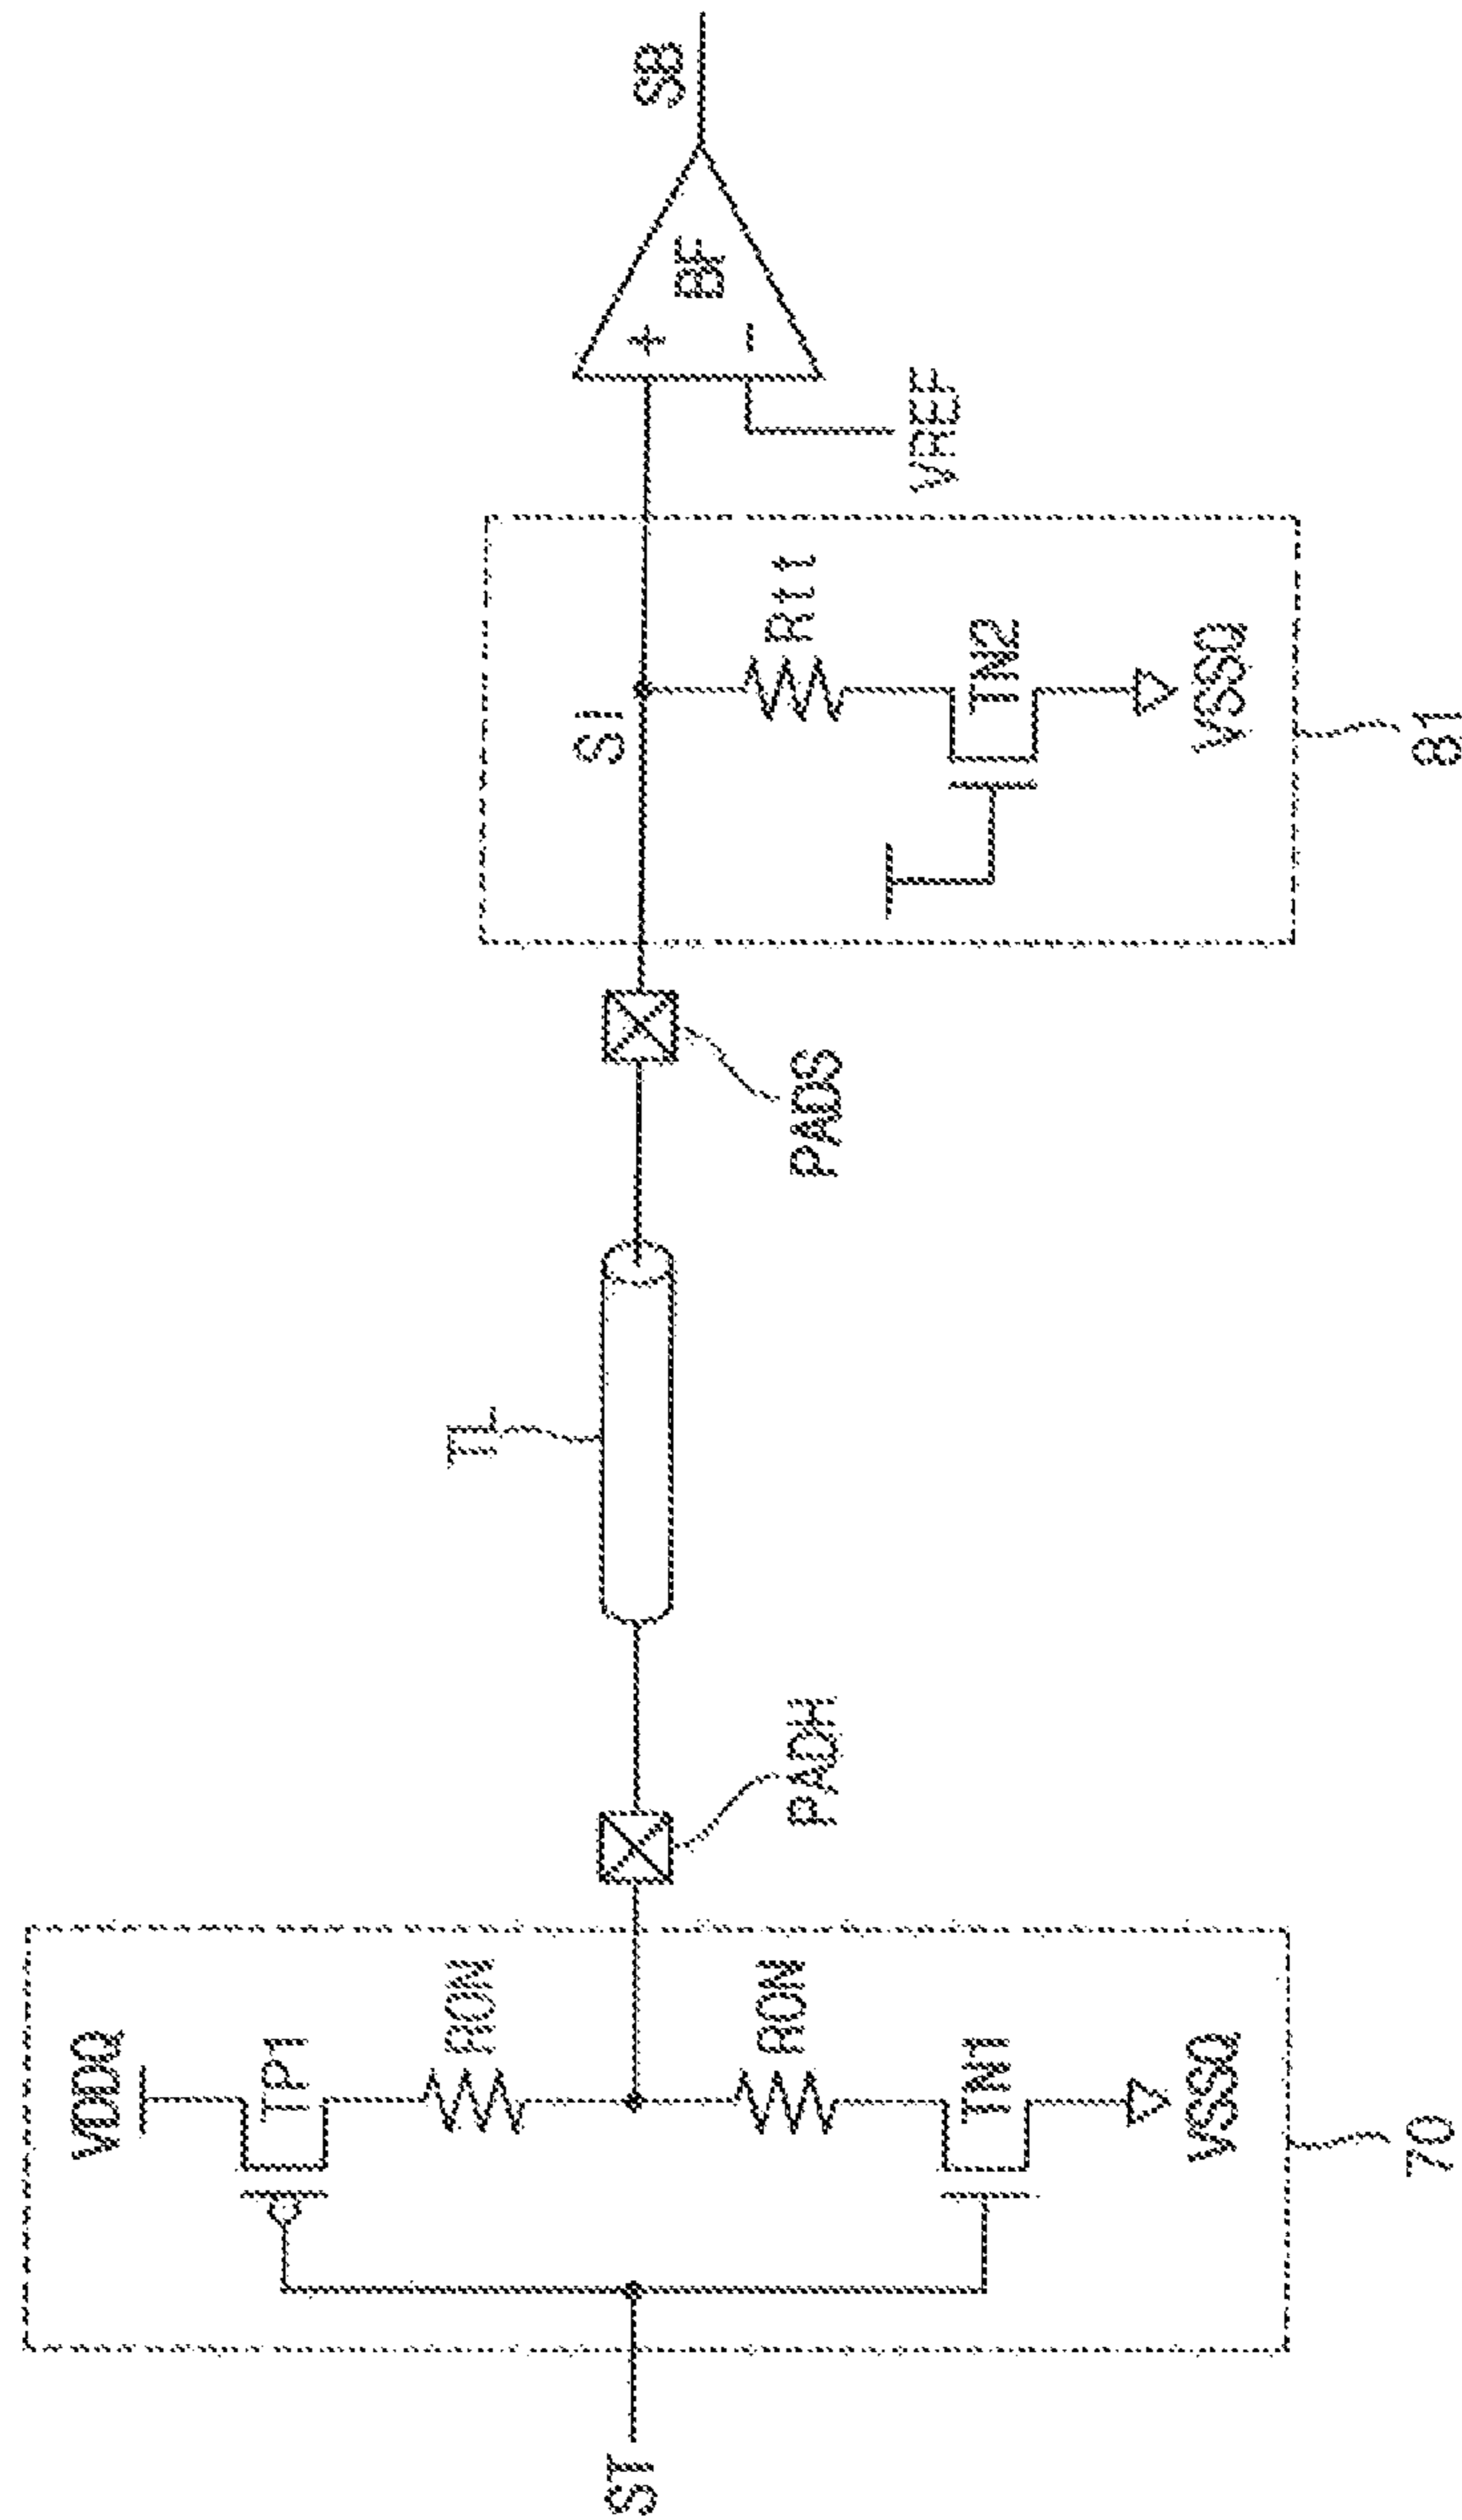 ST
VDDQ
TP1
RON
RON
TN1
VSSQ
70
PADH
TL
PADS
SI
Rtt
TN2
VSSQ
81
VREF
+
−
BF
SB